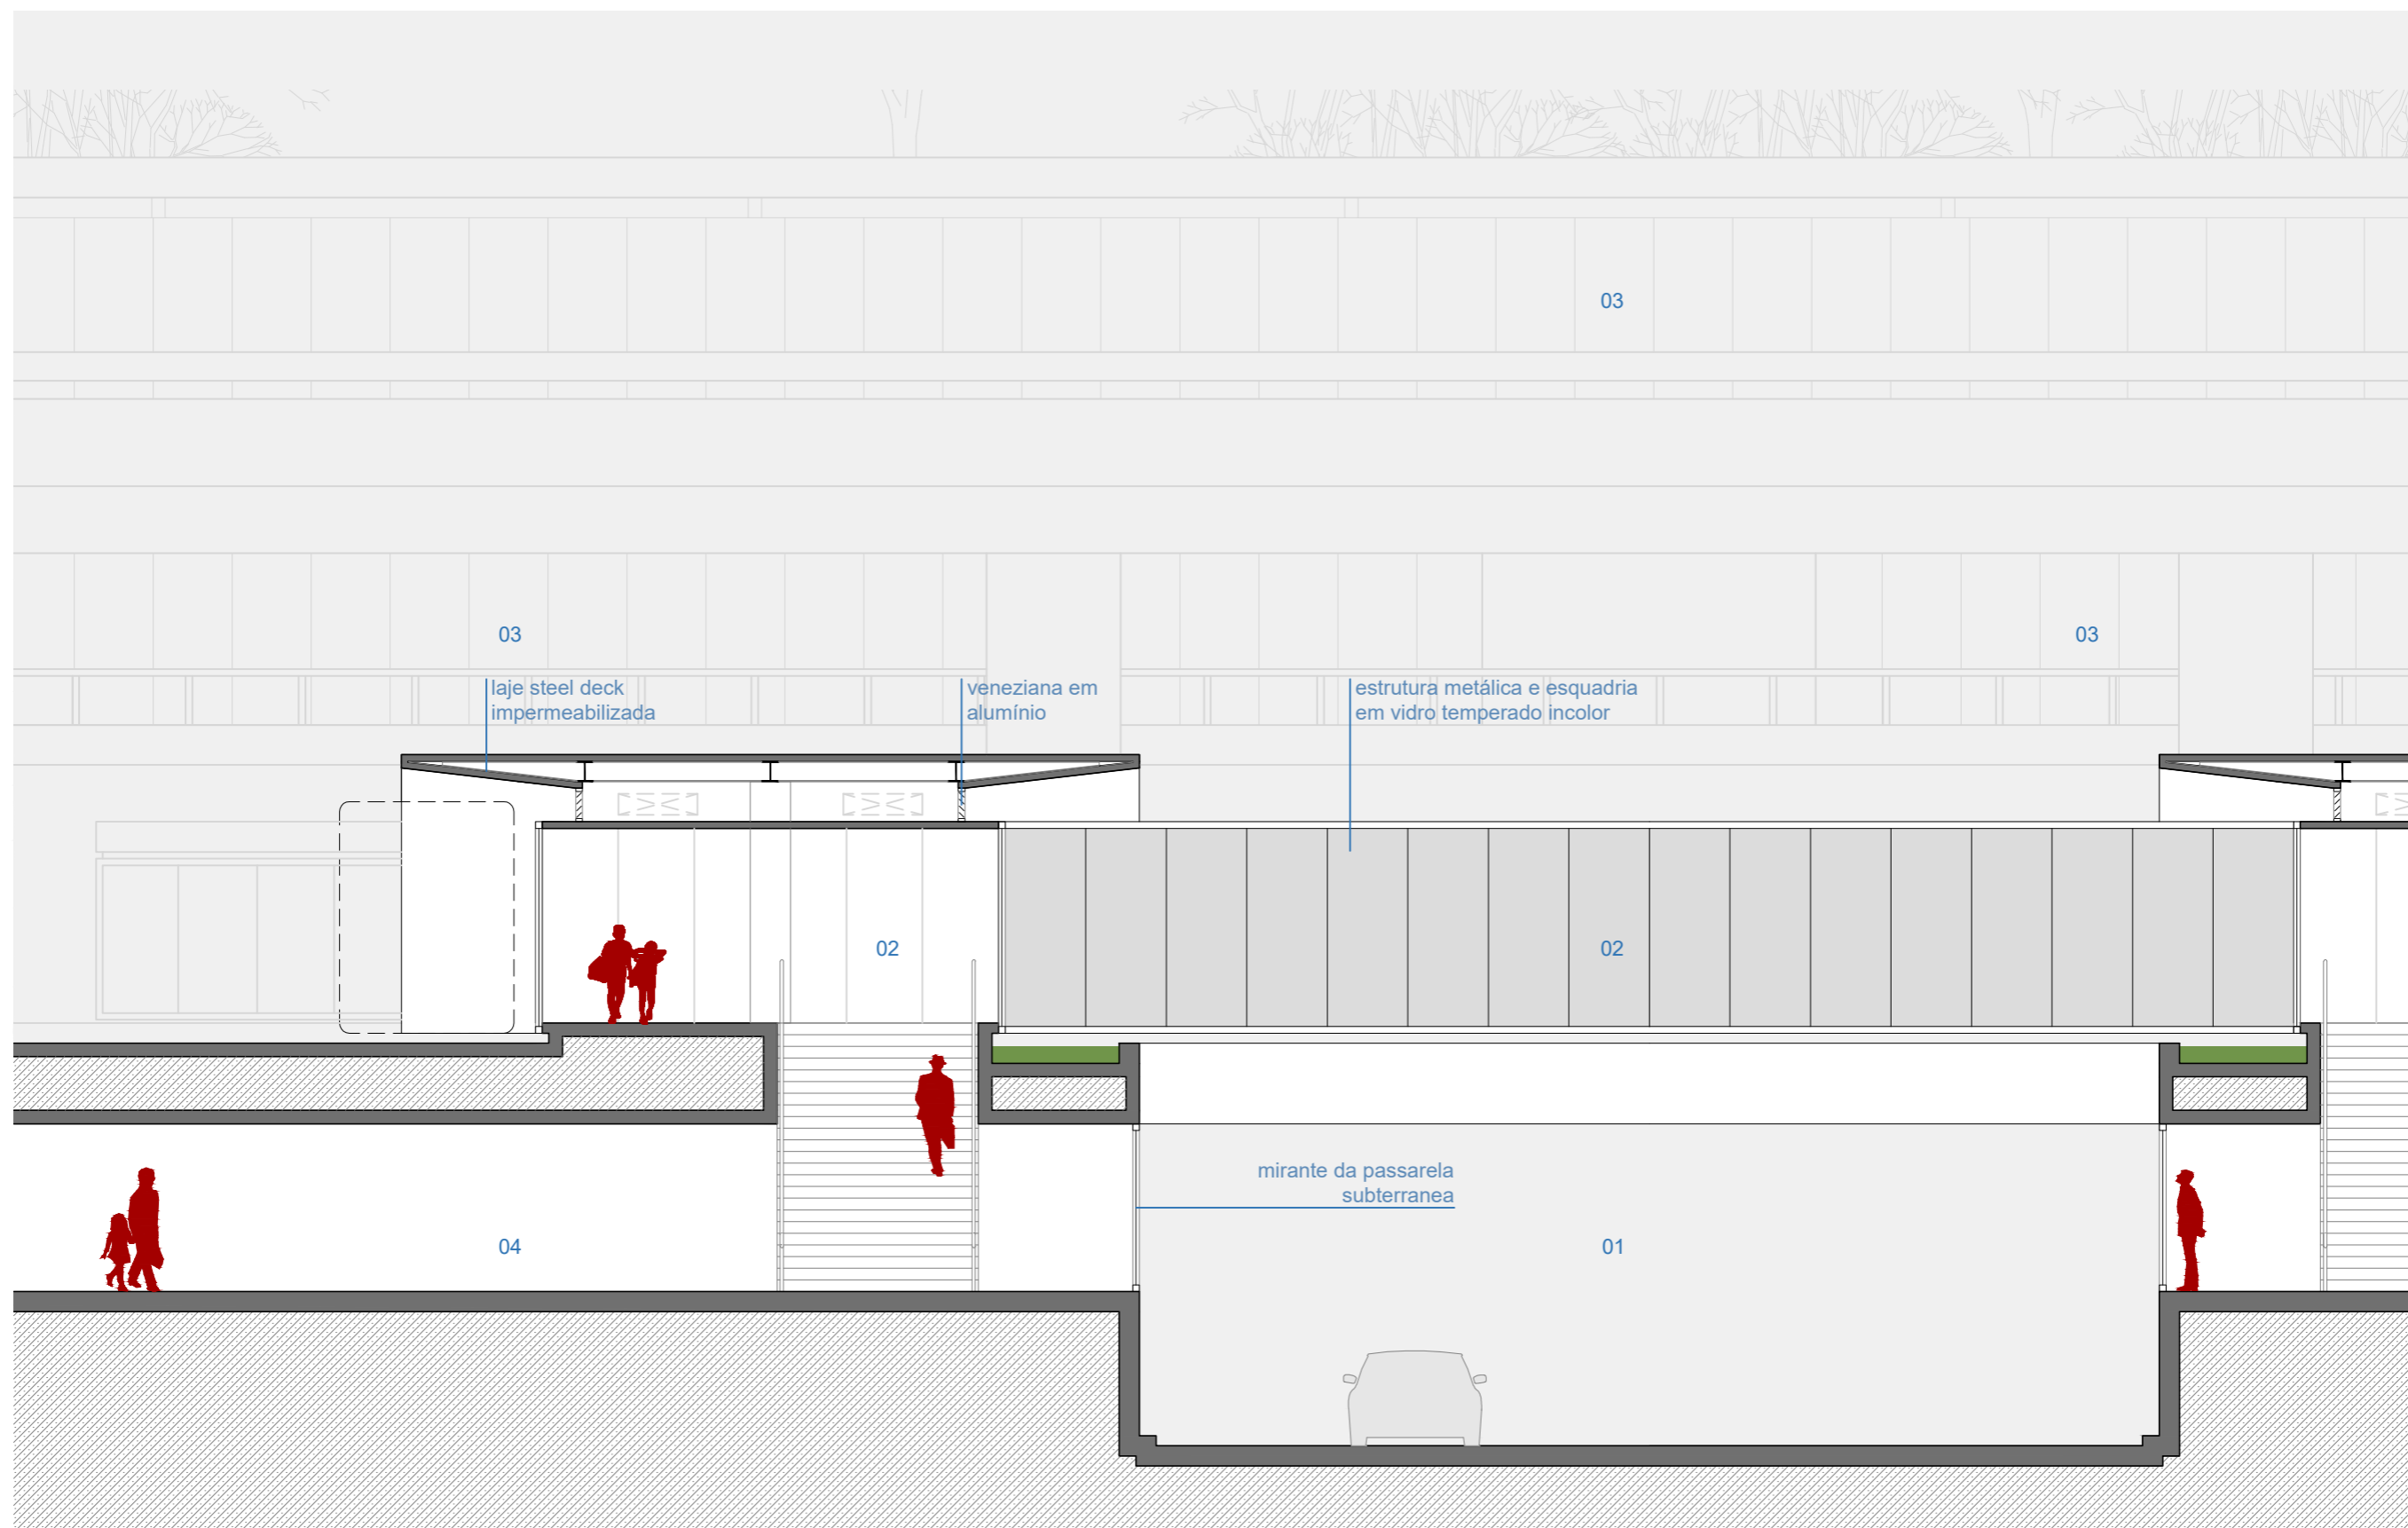 03
03
03
laje steel deck
impermeabilizada
veneziana em
alumínio
estrutura metálica e esquadria
em vidro temperado incolor
02
02
mirante da passarela
subterranea
04
01